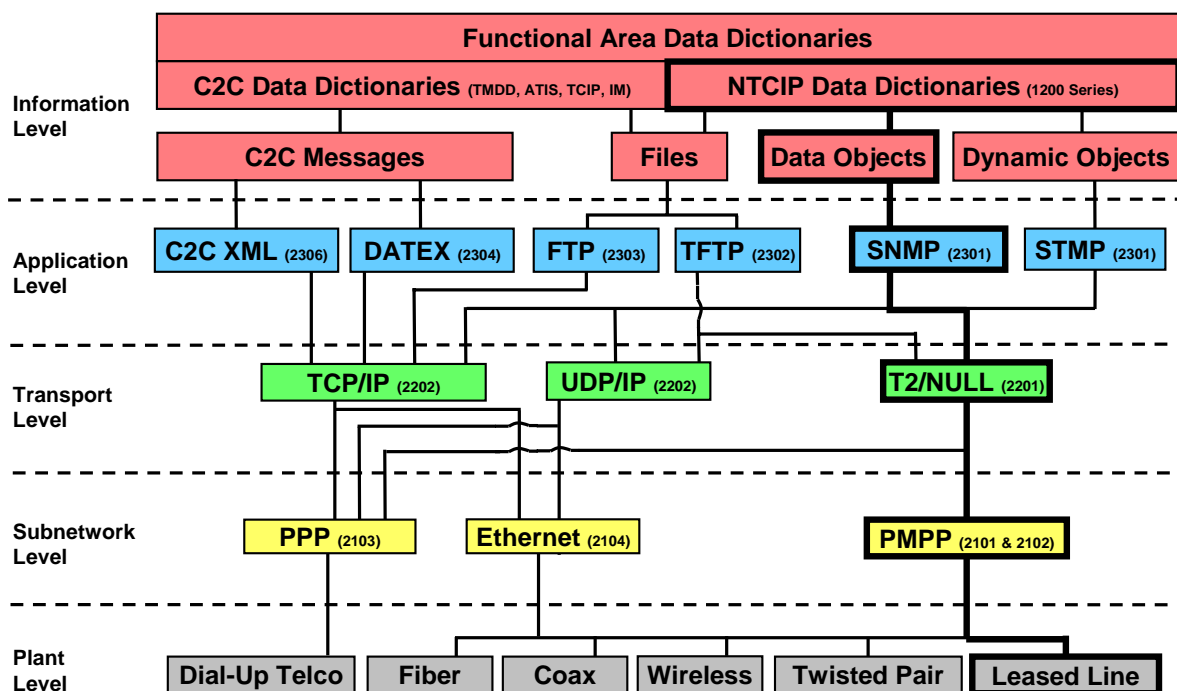 Functional Area Data Dictionaries
C2C Data Dictionaries (TMDD, ATIS, TCIP, IM)
NTCIP Data Dictionaries (1200 Series)
Information
Level
C2C Messages
Files
Data Objects
Dynamic Objects
Application
Level
C2C XML (2306)
DATEX (2304)
FTP (2303)
TFTP (2302)
SNMP (2301)
STMP (2301)
Transport
Level
TCP/IP (2202)
UDP/IP (2202)
T2/NULL (2201)
Subnetwork
Level
PPP (2103)
Ethernet (2104)
PMPP (2101 & 2102)
Plant
Level
Dial-Up Telco
Fiber
Coax
Wireless
Twisted Pair
Leased Line